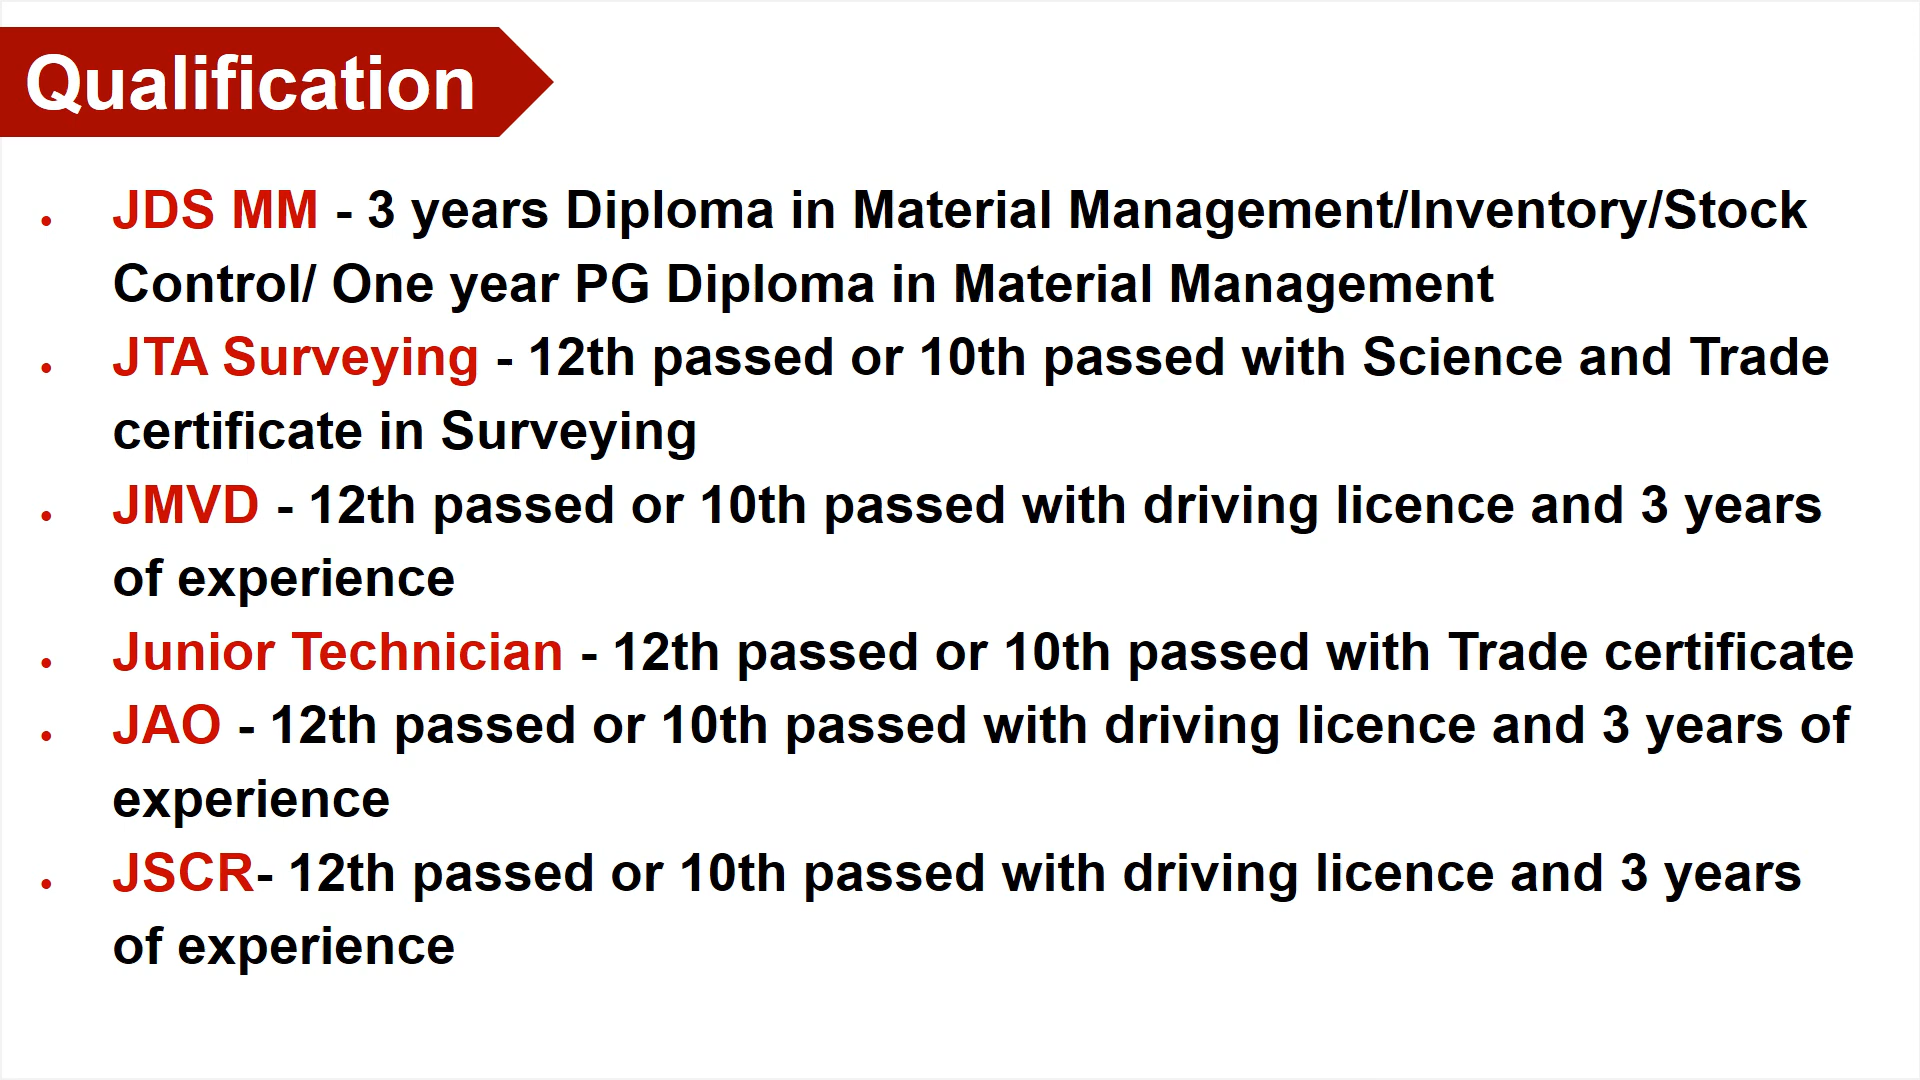 Qualification
• JDS MM - 3 years Diploma in Material Management/Inventory/Stock
Control/ One year PG Diploma in Material Management
• JTA Surveying - 12th passed or 10th passed with Science and Trade
certificate in Surveying
• JMVD - 12th passed or 10th passed with driving licence and 3 years
of experience
• Junior Technician - 12th passed or 10th passed with Trade certificate
• JAO - 12th passed or 10th passed with driving licence and 3 years of
experience
• JSCR- 12th passed or 10th passed with driving licence and 3 years
of experience